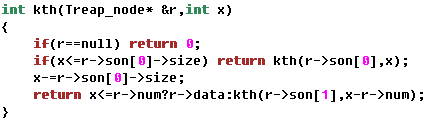 int kth(Treap_node* &r,int x)
{
    if(r==null) return 0;
    if(x<=r->son[0]->size) return kth(r->son[0],x);
    x-=r->son[0]->size;
    return x<=r->num?r->data:kth(r->son[1],x-r->num);
}